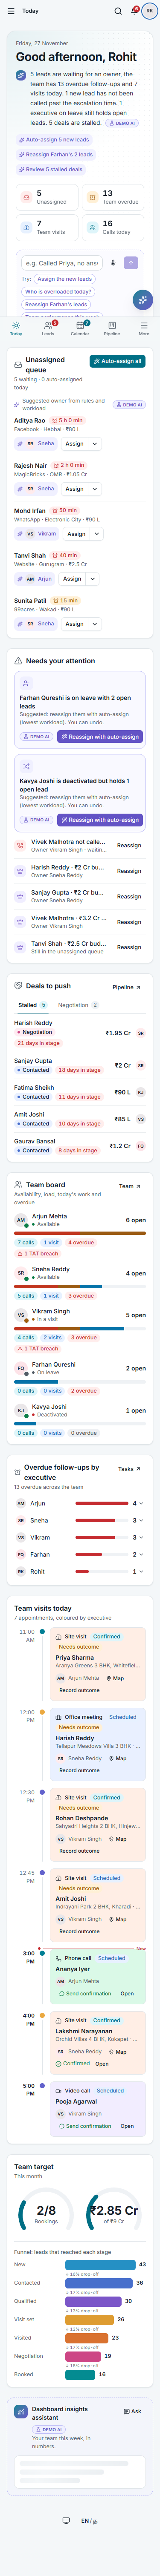 Today
RK
Friday, 27 November
Good afternoon, Rohit
5 leads are waiting for an owner, the
team has 13 overdue follow-ups and 7
visits today. 1 new lead has not been
called past the escalation time. 1
executive on leave still holds open
leads. 5 deals are stalled.
DEMO AI
Auto-assign 5 new leads
Reassign Farhan's 2 leads
Review 5 stalled deals
5
Unassigned
13
Team overdue
7
Team visits
16
Calls today
e.g. Called Priya, no ans
Try:
Assign the new leads
Who is overloaded today?
Reassign Farhan's leads
Today
Leads
Calendar
Pipeline
More
Unassigned
queue
Auto-assign all
5 waiting · 0 auto-assigned
today
Suggested owner from rules and
workload
DEMO AI
Aditya Rao
5 h 0 min
Facebook · Hebbal · ₹80 L
SR Sneha
Assign
Rajesh Nair
2 h 0 min
MagicBricks · DMR · ₹1.05 Cr
SR Sneha
Assign
Mohd Irfan
50 min
WhatsApp · Electronic City · ₹90 L
VS Vikram
Assign
Tanvi Shah
40 min
Website · Gurugram · ₹2.5 Cr
AM Arjun
Assign
Sunita Patil
15 min
99acres · Wakad · ₹90 L
SR Sneha
Assign
Needs your attention
Farhan Qureshi is on leave with 2 open
leads
Suggested: reassign them with auto-assign
(lowest workload). You can undo.
DEMO AI
Reassign with auto-assign
Kavya Joshi is deactivated but holds 1
open lead
Suggested: reassign them with auto-assign
(lowest workload). You can undo.
DEMO AI
Reassign with auto-assign
Vivek Malhotra not calle...
Owner Vikram Singh · waitin...
Reassign
Harish Reddy · ₹2 Cr bu...
Owner Sneha Reddy
Reassign
Sanjay Gupta · ₹2 Cr bu...
Owner Sneha Reddy
Reassign
Vivek Malhotra · ₹3.2 Cr ...
Owner Vikram Singh
Reassign
Tanvi Shah · ₹2.5 Cr bud...
Still in the unassigned queue
Reassign
Deals to push
Pipeline
Stalled 5
Negotiation 2
Harish Reddy
Negotiation
21 days in stage
₹1.95 Cr
SR
Sanjay Gupta
Contacted
18 days in stage
₹2 Cr
SR
Fatima Sheikh
Contacted
11 days in stage
₹90 L
KJ
Amit Joshi
Contacted
10 days in stage
₹85 L
VS
Gaurav Bansal
Contacted
8 days in stage
₹1.2 Cr
FQ
Team board
Team
Availability, load, today's work and
overdue
AM
Arjun Mehta
Available
6 open
7 calls
1 visit
4 overdue
1 TAT breach
SR
Sneha Reddy
Available
4 open
5 calls
1 visit
3 overdue
VS
Vikram Singh
In a visit
5 open
4 calls
2 visits
3 overdue
1 TAT breach
FQ
Farhan Qureshi
On leave
2 open
0 calls
0 visits
2 overdue
KJ
Kavya Joshi
Deactivated
1 open
0 calls
0 visits
0 overdue
Overdue follow-ups by
executive
Tasks
13 overdue across the team
AM Arjun 4
SR Sneha 3
VS Vikram 3
FQ Farhan 2
RK Rohit 1
Team visits today
7 appointments, coloured by executive
11:00
AM
Site visit
Confirmed
Needs outcome
Priya Sharma
Aranya Greens 3 BHK, Whitefiel...
AM Arjun Mehta
Map
Record outcome
12:00
PM
Office meeting
Scheduled
Needs outcome
Harish Reddy
Tellapur Meadows Villa 3 BHK · ...
SR Sneha Reddy
Map
Record outcome
12:30
PM
Site visit
Confirmed
Needs outcome
Rohan Deshpande
Sahyadri Heights 2 BHK, Hinjew...
VS Vikram Singh
Map
Record outcome
12:45
PM
Site visit
Scheduled
Needs outcome
Amit Joshi
Indrayani Park 2 BHK, Kharadi · ...
VS Vikram Singh
Map
Record outcome
Now
3:00
PM
Phone call
Scheduled
Ananya Iyer
AM Arjun Mehta
Send confirmation
Open
4:00
PM
Site visit
Confirmed
Lakshmi Narayanan
Orchid Villas 4 BHK, Kokapet · ...
SR Sneha Reddy
Map
Confirmed
Open
5:00
PM
Video call
Scheduled
Pooja Agarwal
VS Vikram Singh
Send confirmation
Open
Team target
This month
2/8
Bookings
₹2.85 Cr
of ₹9 Cr
Funnel: leads that reached each stage
New 43
16% drop-off
Contacted 36
17% drop-off
Qualified 30
13% drop-off
Visit set 26
12% drop-off
Visited 23
17% drop-off
Negotiation 19
16% drop-off
Booked 16
Dashboard insights
assistant
Ask
DEMO AI
Your team this week, in
numbers.
EN / हि